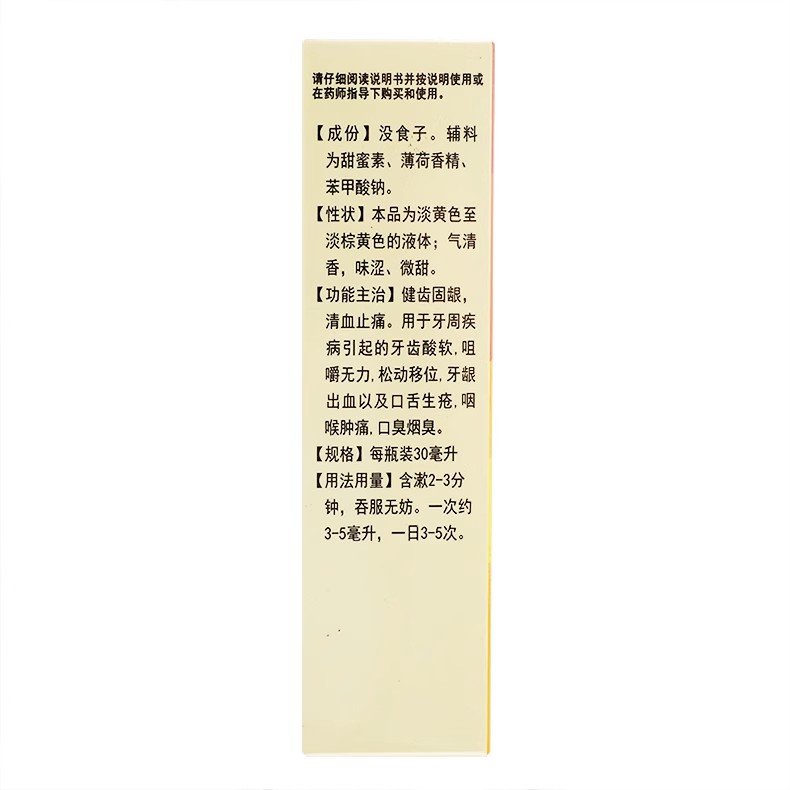 请仔细阅读说明书并按说明使用或
在药师指导下购买和使用。
【成份】没食子。辅料
为甜蜜素、薄荷香精、
苯甲酸钠。
【性状】本品为淡黄色至
淡棕黄色的液体；气清
香，味涩、微甜。
【功能主治】健齿固龈，
清血止痛。用于牙周疾
病引起的牙齿酸软,咀
嚼无力,松动移位,牙龈
出血以及口舌生疮,咽
喉肿痛,口臭烟臭。
【规格】每瓶装30毫升
【用法用量】含漱2-3分
钟，吞服无妨。一次约
3-5毫升，一日3-5次。